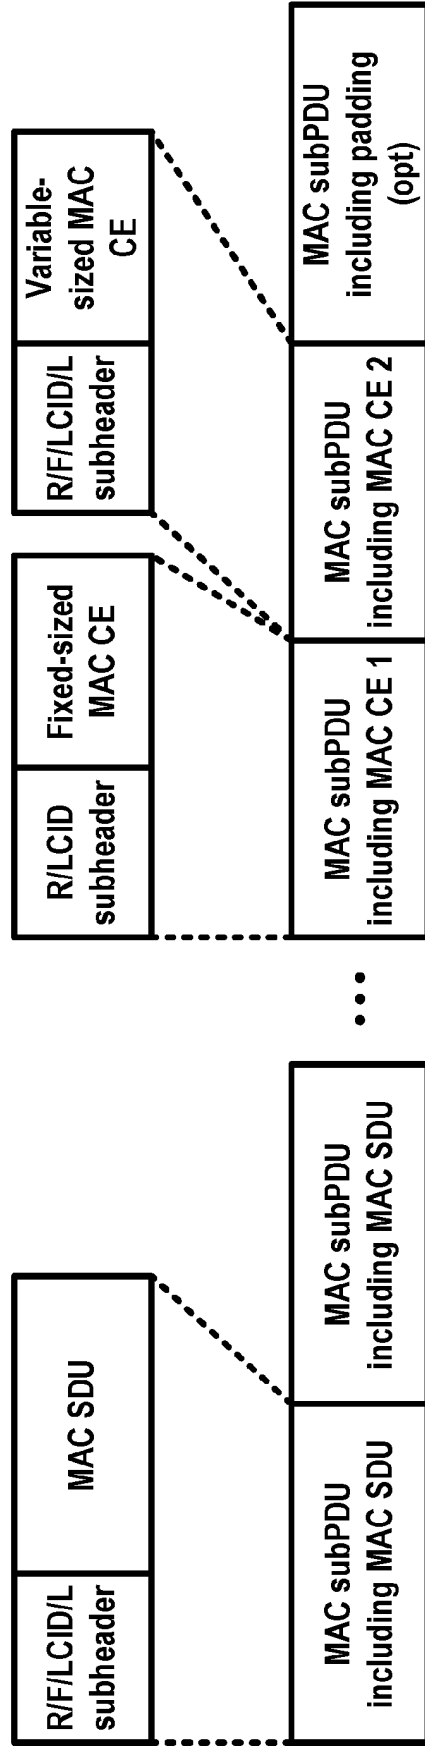 R/F/LCID/L
subheader
MAC SDU
R/LCID
subheader
Fixed-sized
MAC CE
R/F/LCID/L
subheader
Variable-
sized MAC
CE
MAC subPDU
including MAC SDU
MAC subPDU
including MAC SDU
...
MAC subPDU
including MAC CE 1
MAC subPDU
including MAC CE 2
MAC subPDU
including padding
(opt)